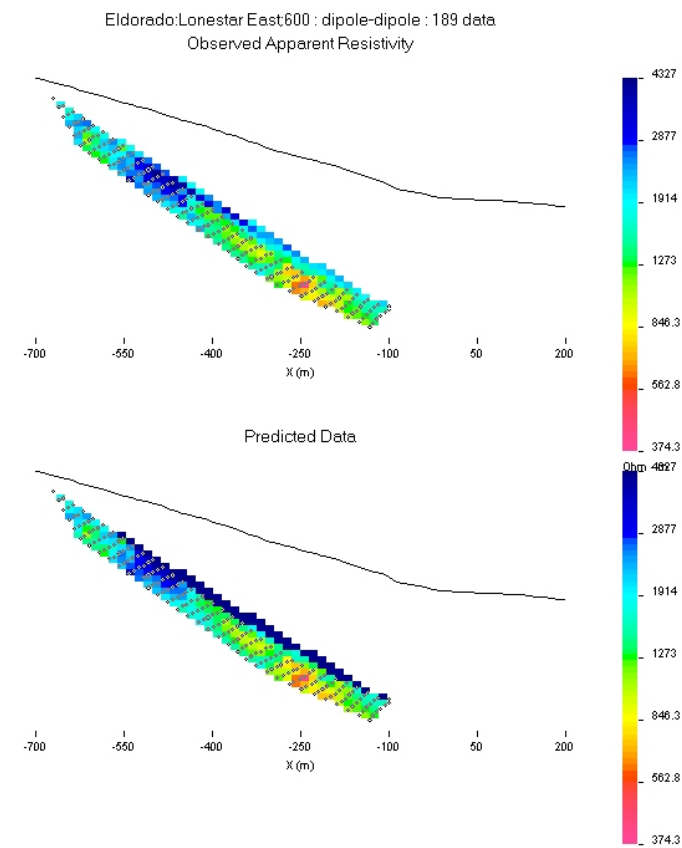 Eldorado:Lonestar East;600 : dipole-dipole : 189 data
Observed Apparent Resistivity
4327
2877
1914
1273
846.3
562.8
374.3
-700 -550 -400 -250 -100 50 200
X (m)
Predicted Data
Ohm 4327
2877
1914
1273
846.3
562.8
374.3
-700 -550 -400 -250 -100 50 200
X (m)